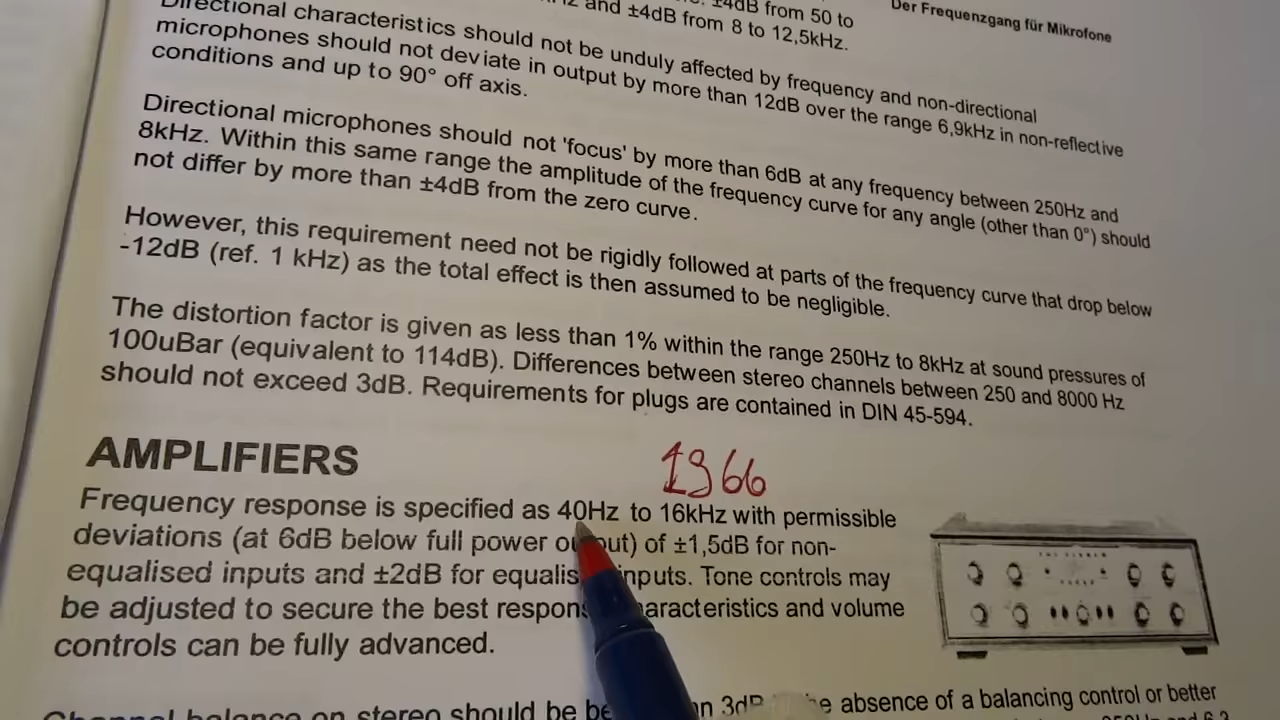 ±4dB from 50 to
and ±4dB from 8 to 12,5kHz.
Der Frequenzgang für Mikrofone
Directional characteristics should not be unduly affected by frequency and non-directional
microphones should not deviate in output by more than 12dB over the range 6,9kHz in non-reflective
conditions and up to 90° off axis.
Directional microphones should not 'focus' by more than 6dB at any frequency between 250Hz and
8kHz. Within this same range the amplitude of the frequency curve for any angle (other than 0°) should
not differ by more than ±4dB from the zero curve.
However, this requirement need not be rigidly followed at parts of the frequency curve that drop below
-12dB (ref. 1 kHz) as the total effect is then assumed to be negligible.
The distortion factor is given as less than 1% within the range 250Hz to 8kHz at sound pressures of
100uBar (equivalent to 114dB). Differences between stereo channels between 250 and 8000 Hz
should not exceed 3dB. Requirements for plugs are contained in DIN 45-594.
AMPLIFIERS
1966
Frequency response is specified as 40Hz to 16kHz with permissible
deviations (at 6dB below full power output) of ±1,5dB for non-
equalised inputs and ±2dB for equalised inputs. Tone controls may
be adjusted to secure the best response characteristics and volume
controls can be fully advanced.
Channel balance on stereo should be 3dB absence of a balancing control or better